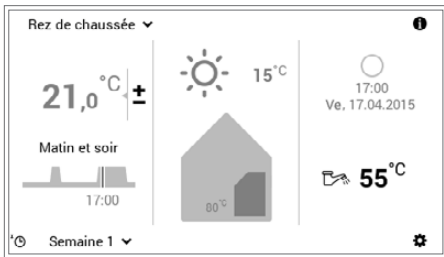 Rez de chaussée
21,0 °C ±
Matin et soir
17:00
15°C
80 °C
17:00
Ve, 17.04.2015
55°C
Semaine 1